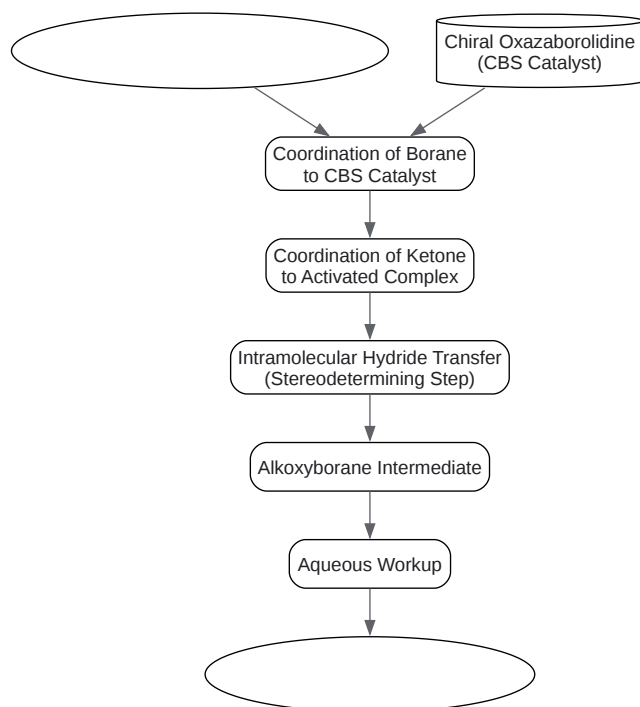 Chiral Oxazaborolidine
(CBS Catalyst)
Coordination of Borane
to CBS Catalyst
Coordination of Ketone
to Activated Complex
Intramolecular Hydride Transfer
(Stereodetermining Step)
Alkoxyborane Intermediate
Aqueous Workup